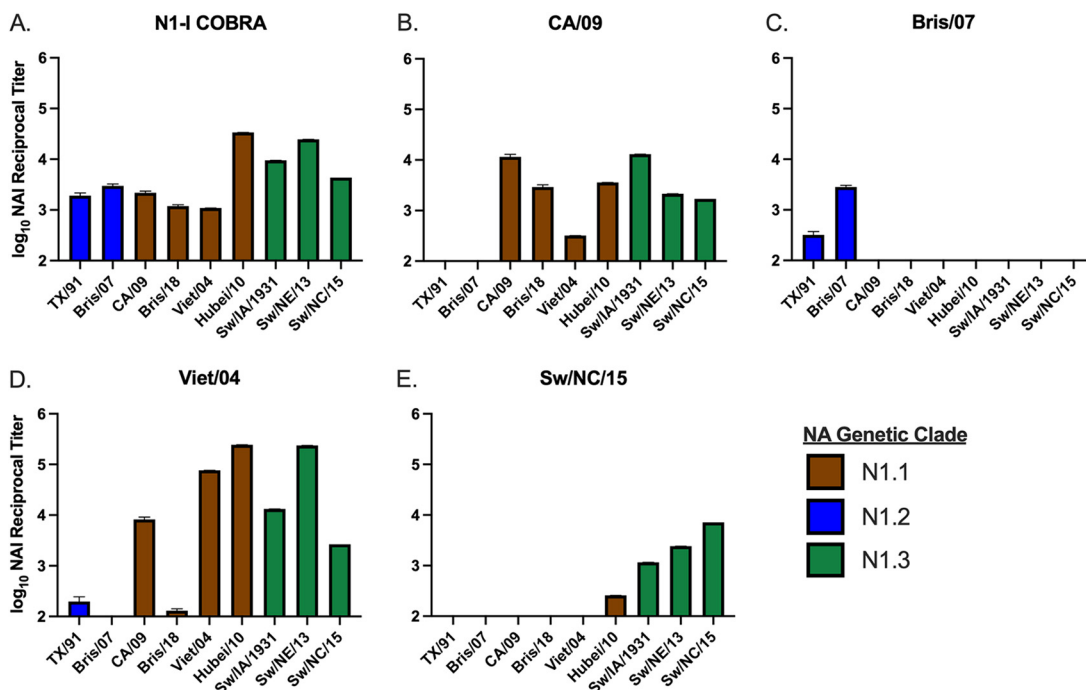 A.
N1-I COBRA
log10 NAI Reciprocal Titer
6
5
4
3
2
TX/91
Bris/07
CA/09
Bris/18
Viet/04
Hubei/10
Sw/IA/1931
Sw/NE/13
Sw/NC/15
B.
CA/09
6
5
4
3
2
TX/91
Bris/07
CA/09
Bris/18
Viet/04
Hubei/10
Sw/IA/1931
Sw/NE/13
Sw/NC/15
C.
Bris/07
6
5
4
3
2
TX/91
Bris/07
CA/09
Bris/18
Viet/04
Hubei/10
Sw/IA/1931
Sw/NE/13
Sw/NC/15
D.
Viet/04
log10 NAI Reciprocal Titer
6
5
4
3
2
TX/91
Bris/07
CA/09
Bris/18
Viet/04
Hubei/10
Sw/IA/1931
Sw/NE/13
Sw/NC/15
E.
Sw/NC/15
6
5
4
3
2
TX/91
Bris/07
CA/09
Bris/18
Viet/04
Hubei/10
Sw/IA/1931
Sw/NE/13
Sw/NC/15
NA Genetic Clade
N1.1
N1.2
N1.3